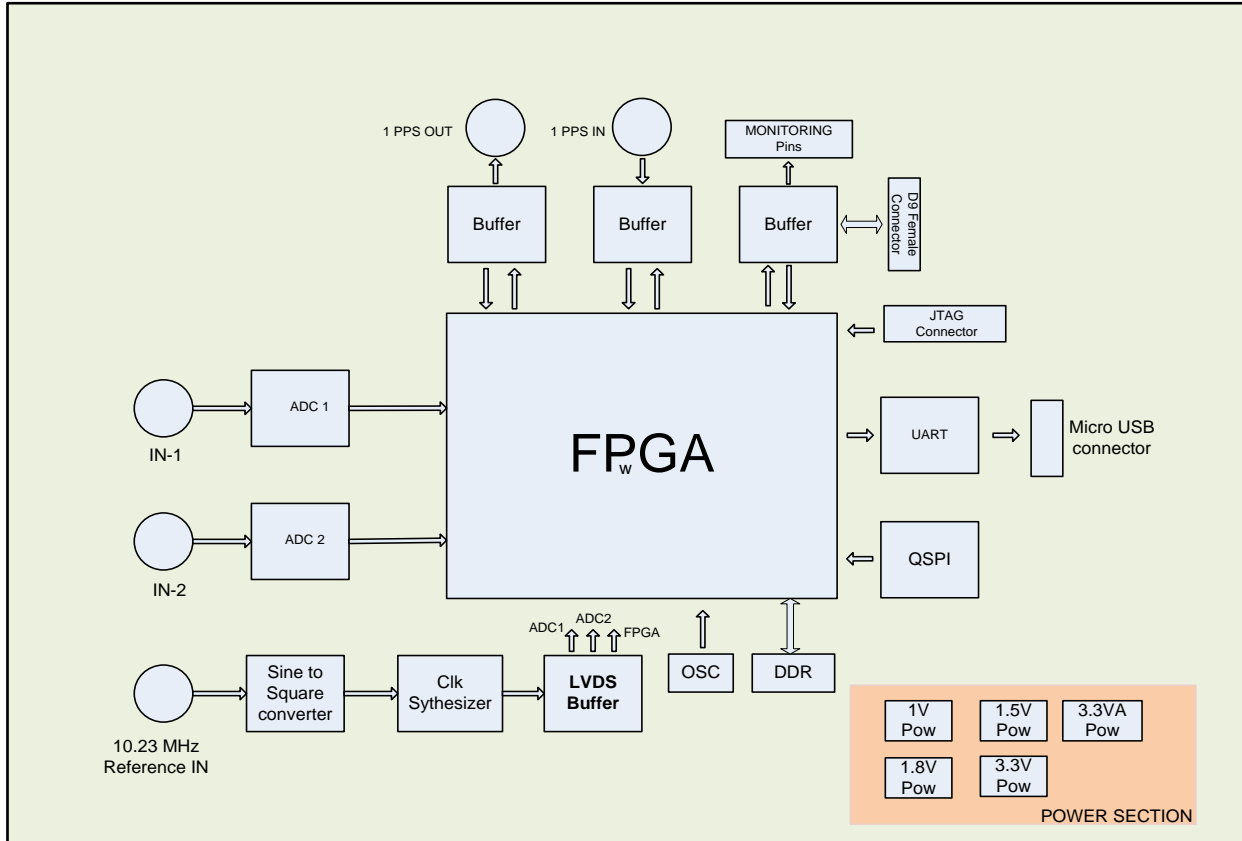 1 PPS OUT
1 PPS IN
MONITORING
Pins
Buffer
Buffer
Buffer
D9 Female
Connector
JTAG
Connector
ADC 1
IN-1
FPGA
w
UART
Micro USB
connector
ADC 2
IN-2
QSPI
ADC1
ADC2
FPGA
Sine to
Square
converter
Clk
Sythesizer
LVDS
Buffer
OSC
DDR
10.23 MHz
Reference IN
1V
Pow
1.5V
Pow
3.3VA
Pow
1.8V
Pow
3.3V
Pow
POWER SECTION